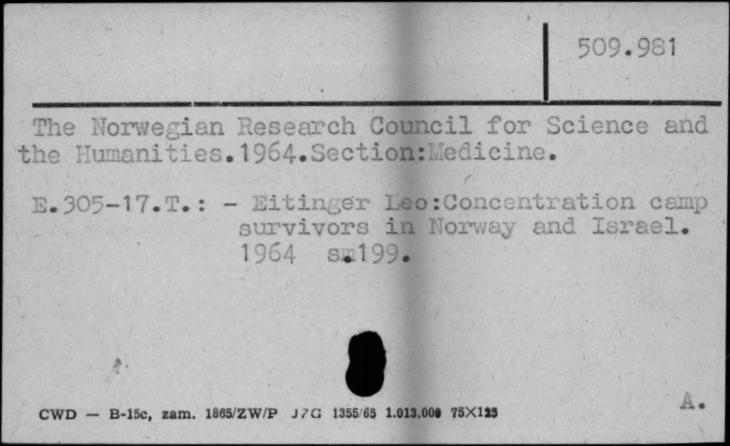 509.981
The Norwegian Research Council for Science and
the Humanities.1964.Section:Medicine.
E.305-17.T.: - Eitinger Leo:Concentration camp
survivors in Norway and Israel.
1964 s.199.
A.
CWD — B-15c, zam. 1865/ZW/P JZG 1355/65 1.013.000 75X125